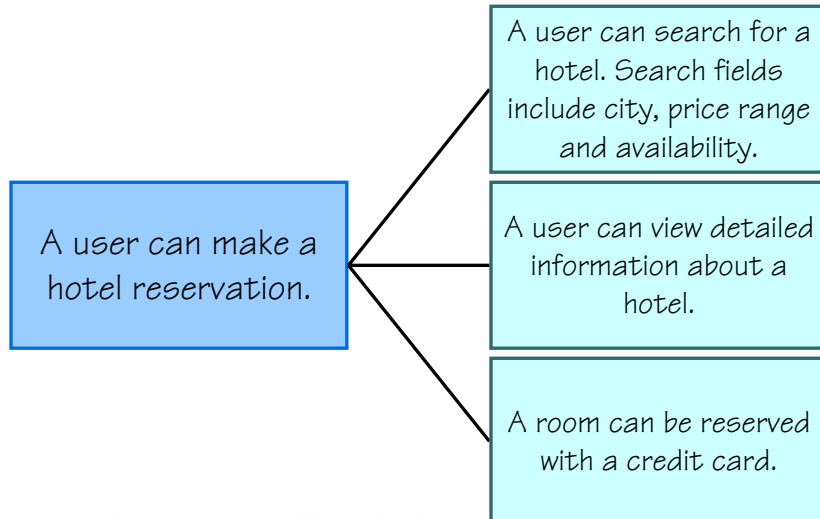 A user can search for a
hotel. Search fields
include city, price range
and availability.
A user can make a
hotel reservation.
A user can view detailed
information about a
hotel.
A room can be reserved
with a credit card.